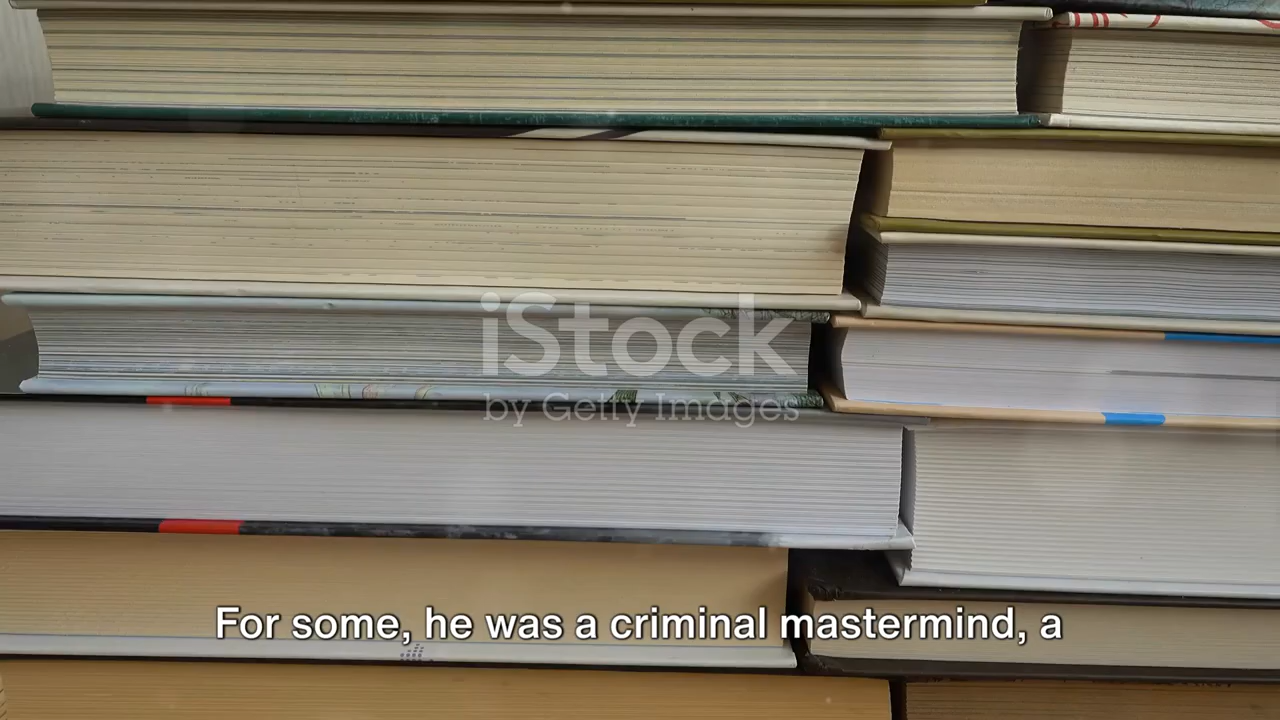 iStock
by Getty Images
For some, he was a criminal mastermind, a